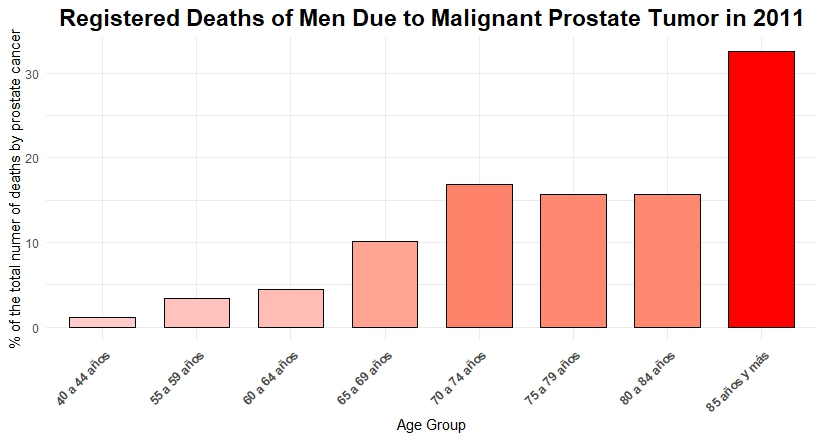 Registered Deaths of Men Due to Malignant Prostate Tumor in 2011
% of the total numer of deaths by prostate cancer
30
20
10
0
40 a 44 años
55 a 59 años
60 a 64 años
65 a 69 años
70 a 74 años
75 a 79 años
80 a 84 años
85 años y más
Age Group